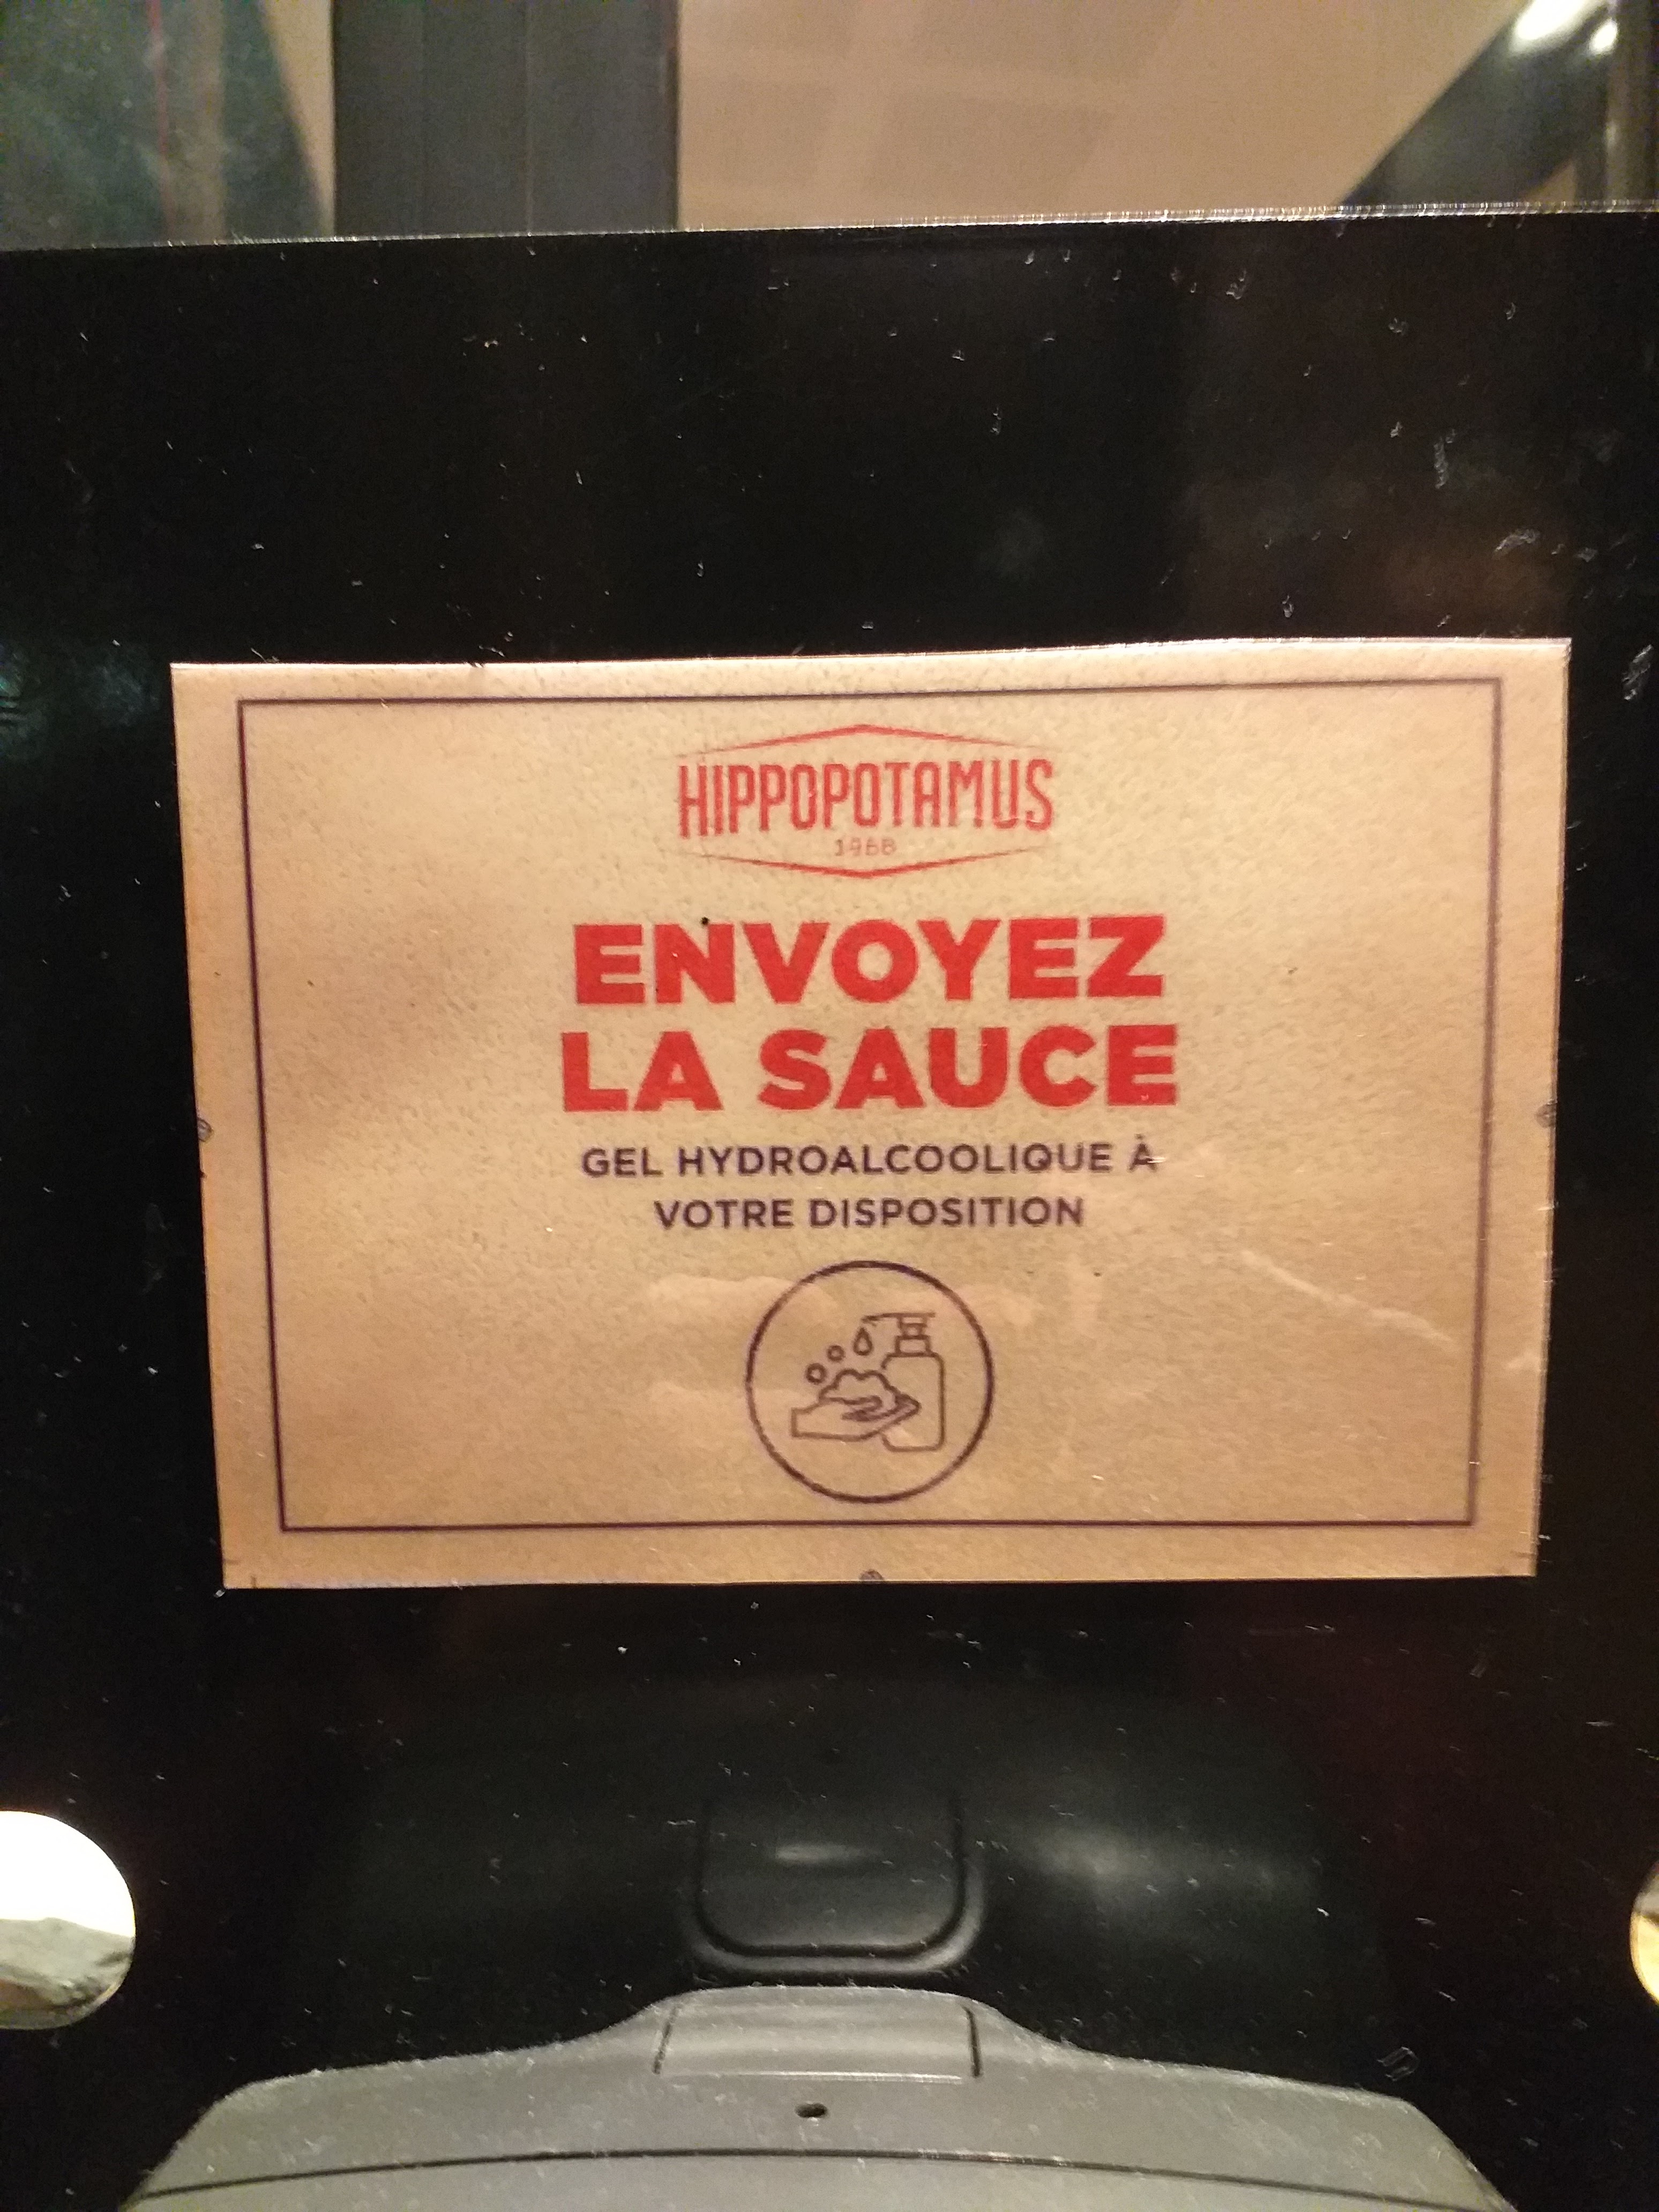 HIPPOPOTAMUS
1968
ENVOYEZ
LA SAUCE
GEL HYDROALCOOLIQUE À
VOTRE DISPOSITION